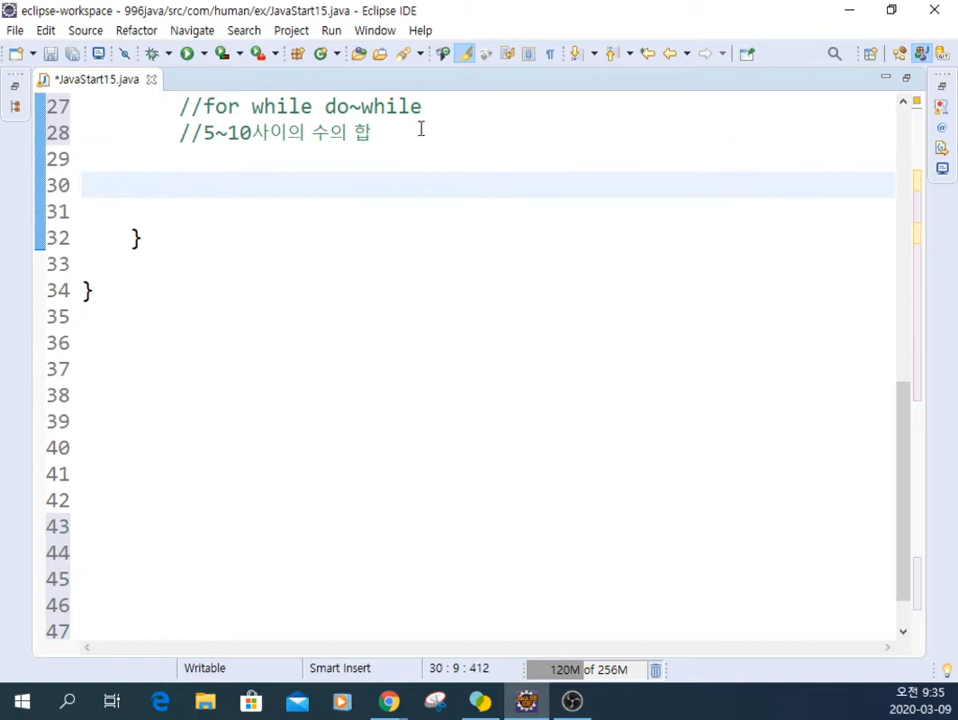 eclipse-workspace - 996java/src/com/human/ex/JavaStart15.java - Eclipse IDE
File Edit Source Refactor Navigate Search Project Run Window Help
*JavaStart15.java
27 //for while do~while
28 //5~10사이의 수의 합
29
30
31
32 }
33
34 }
35
36
37
38
39
40
41
42
43
44
45
46
47
Writable Smart Insert 30 : 9 : 412 120M of 256M
오전 9:35
2020-03-09